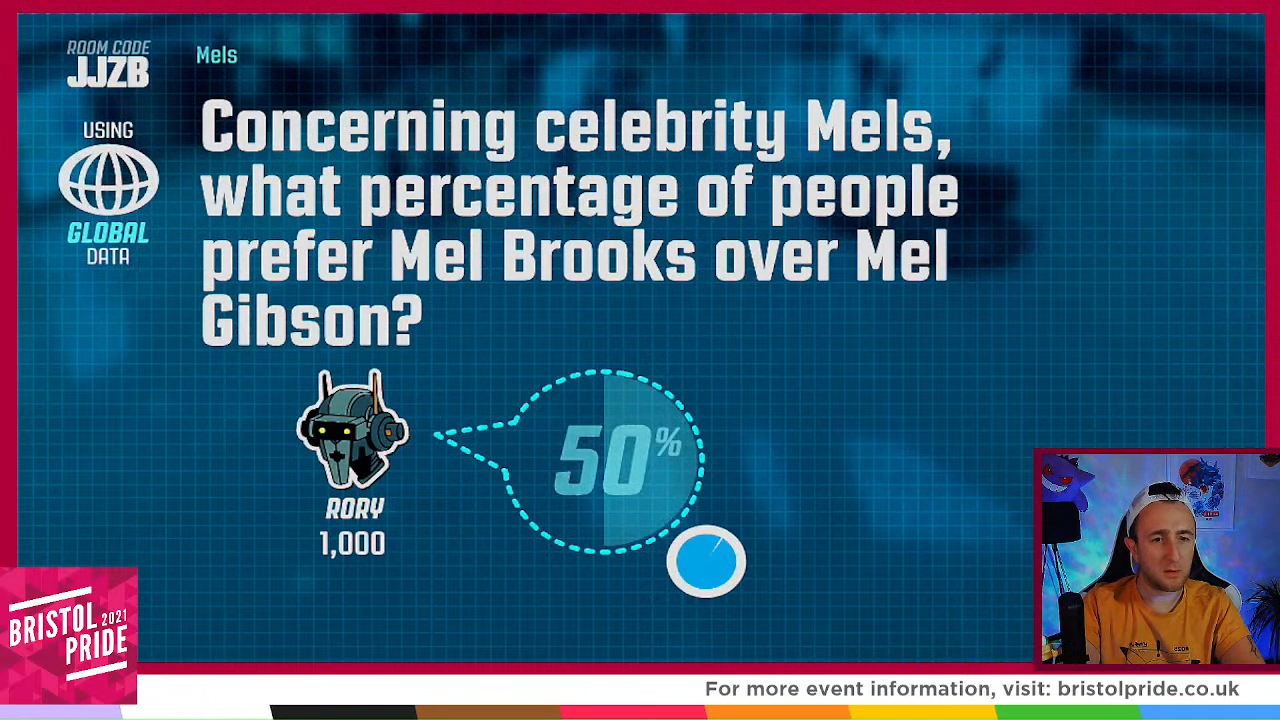 ROOM CODE
JJZB
USING
GLOBAL
DATA
Mels
Concerning celebrity Mels,
what percentage of people
prefer Mel Brooks over Mel
Gibson?
50%
RORY
1,000
BRISTOL 2021
PRIDE
For more event information, visit: bristolpride.co.uk